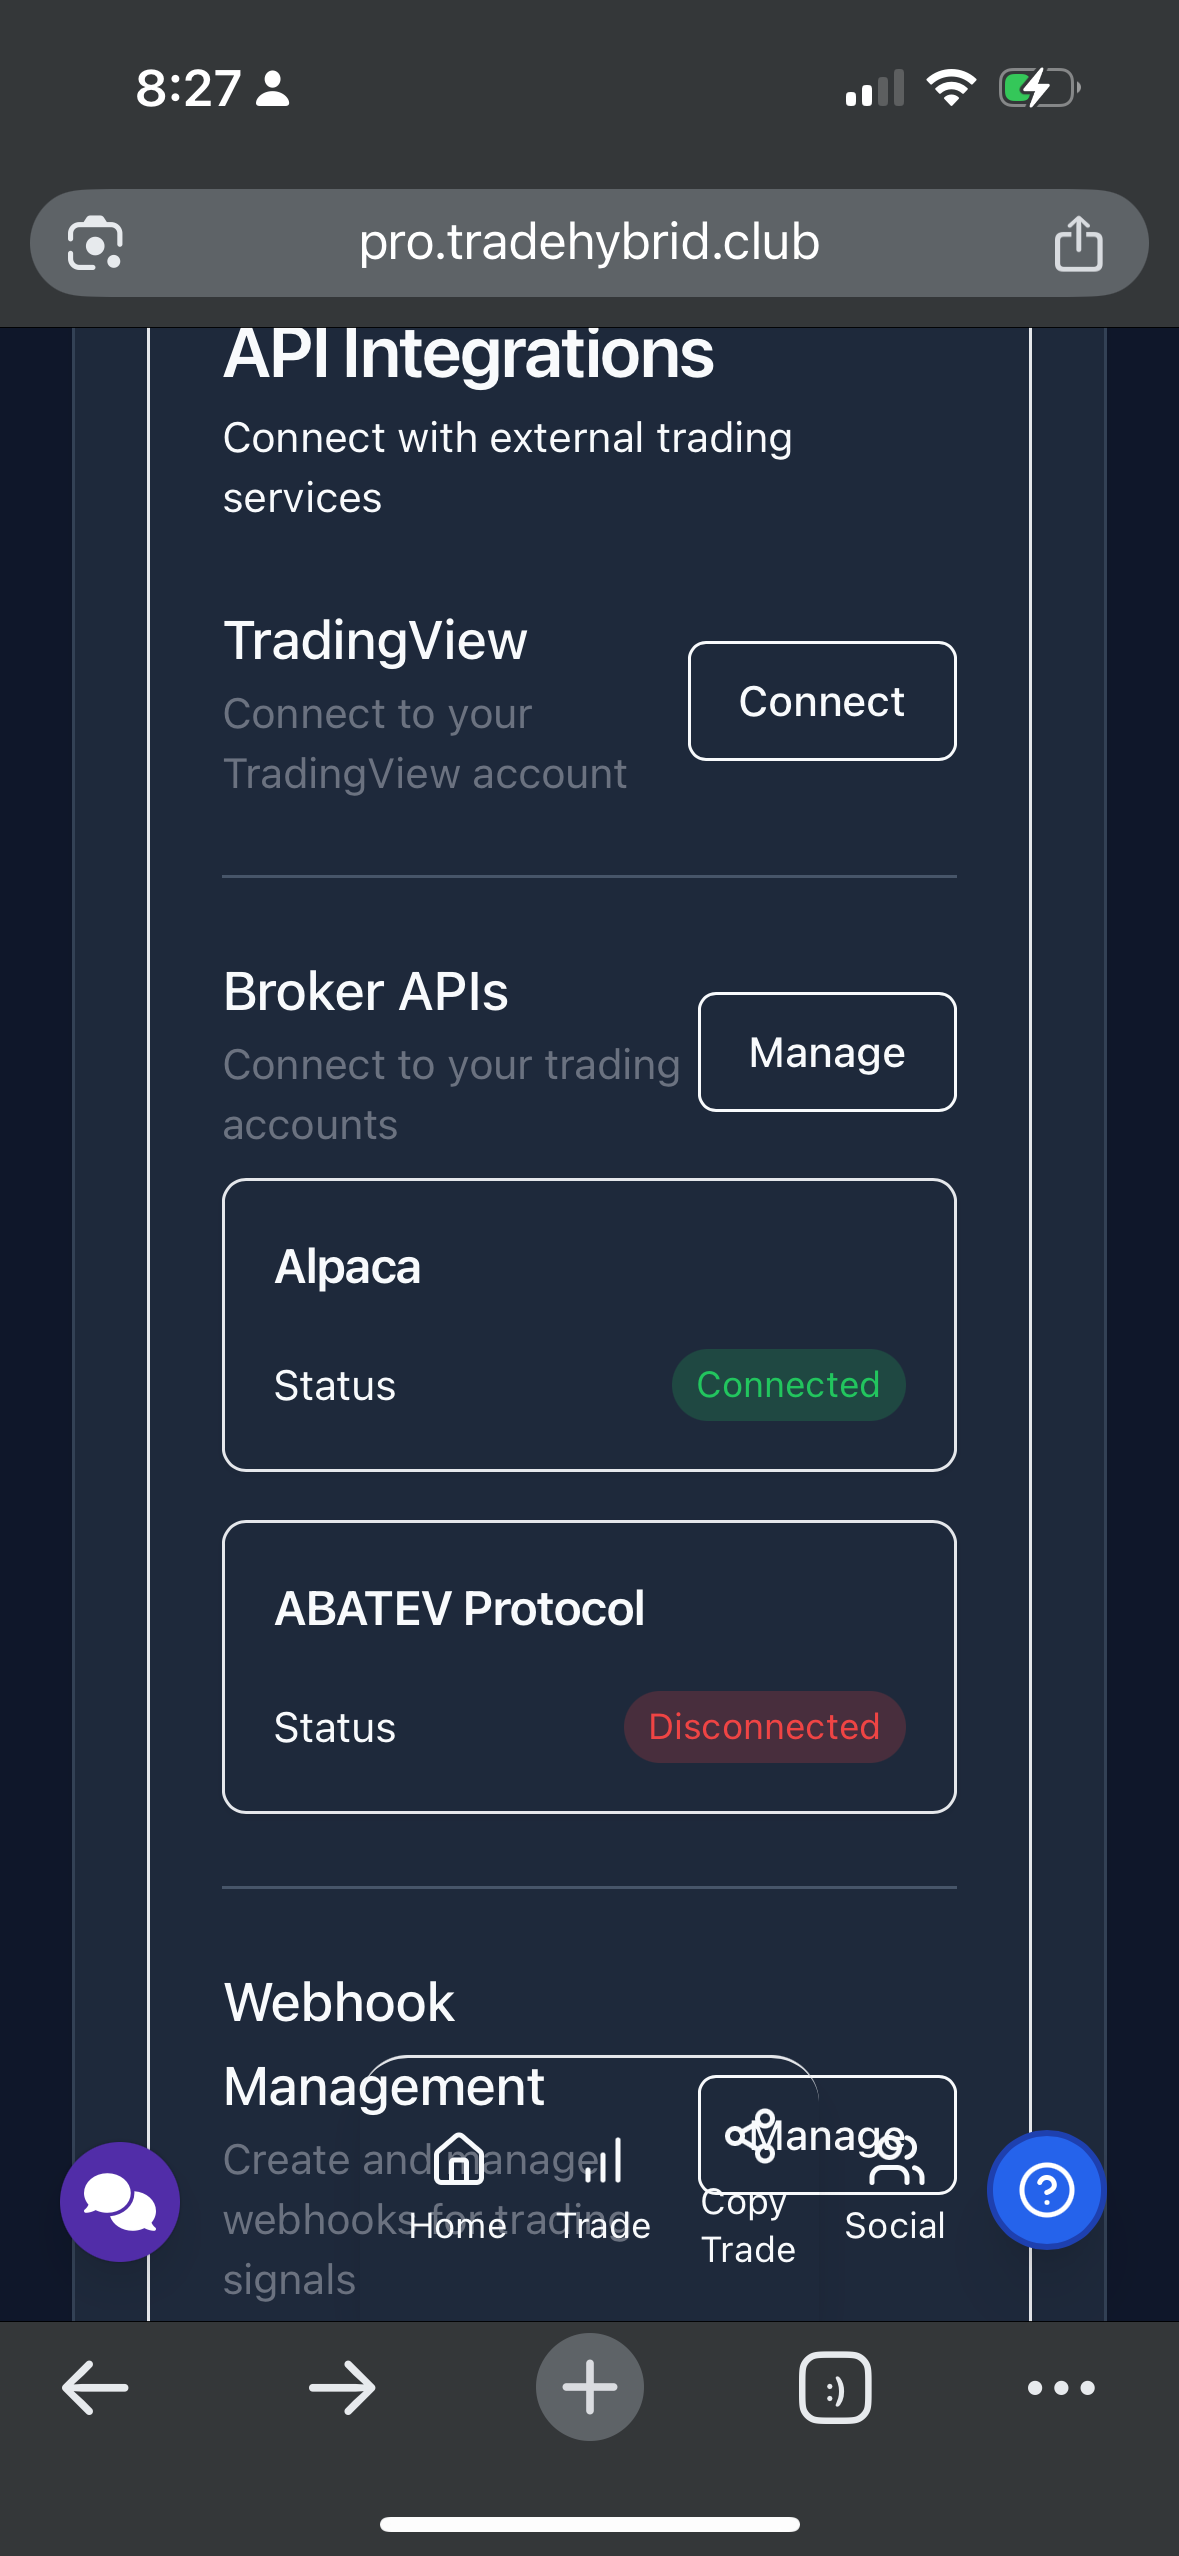 8:27
pro.tradehybrid.club
API Integrations
Connect with external trading
services
TradingView
Connect to your
TradingView account
Connect
Broker APIs
Connect to your trading
accounts
Manage
Alpaca
Status
Connected
ABATEV Protocol
Status
Disconnected
Webhook
Management
Create and manage
webhooks for trading
signals
Manage
Home
Trade
Copy
Trade
Social
:)